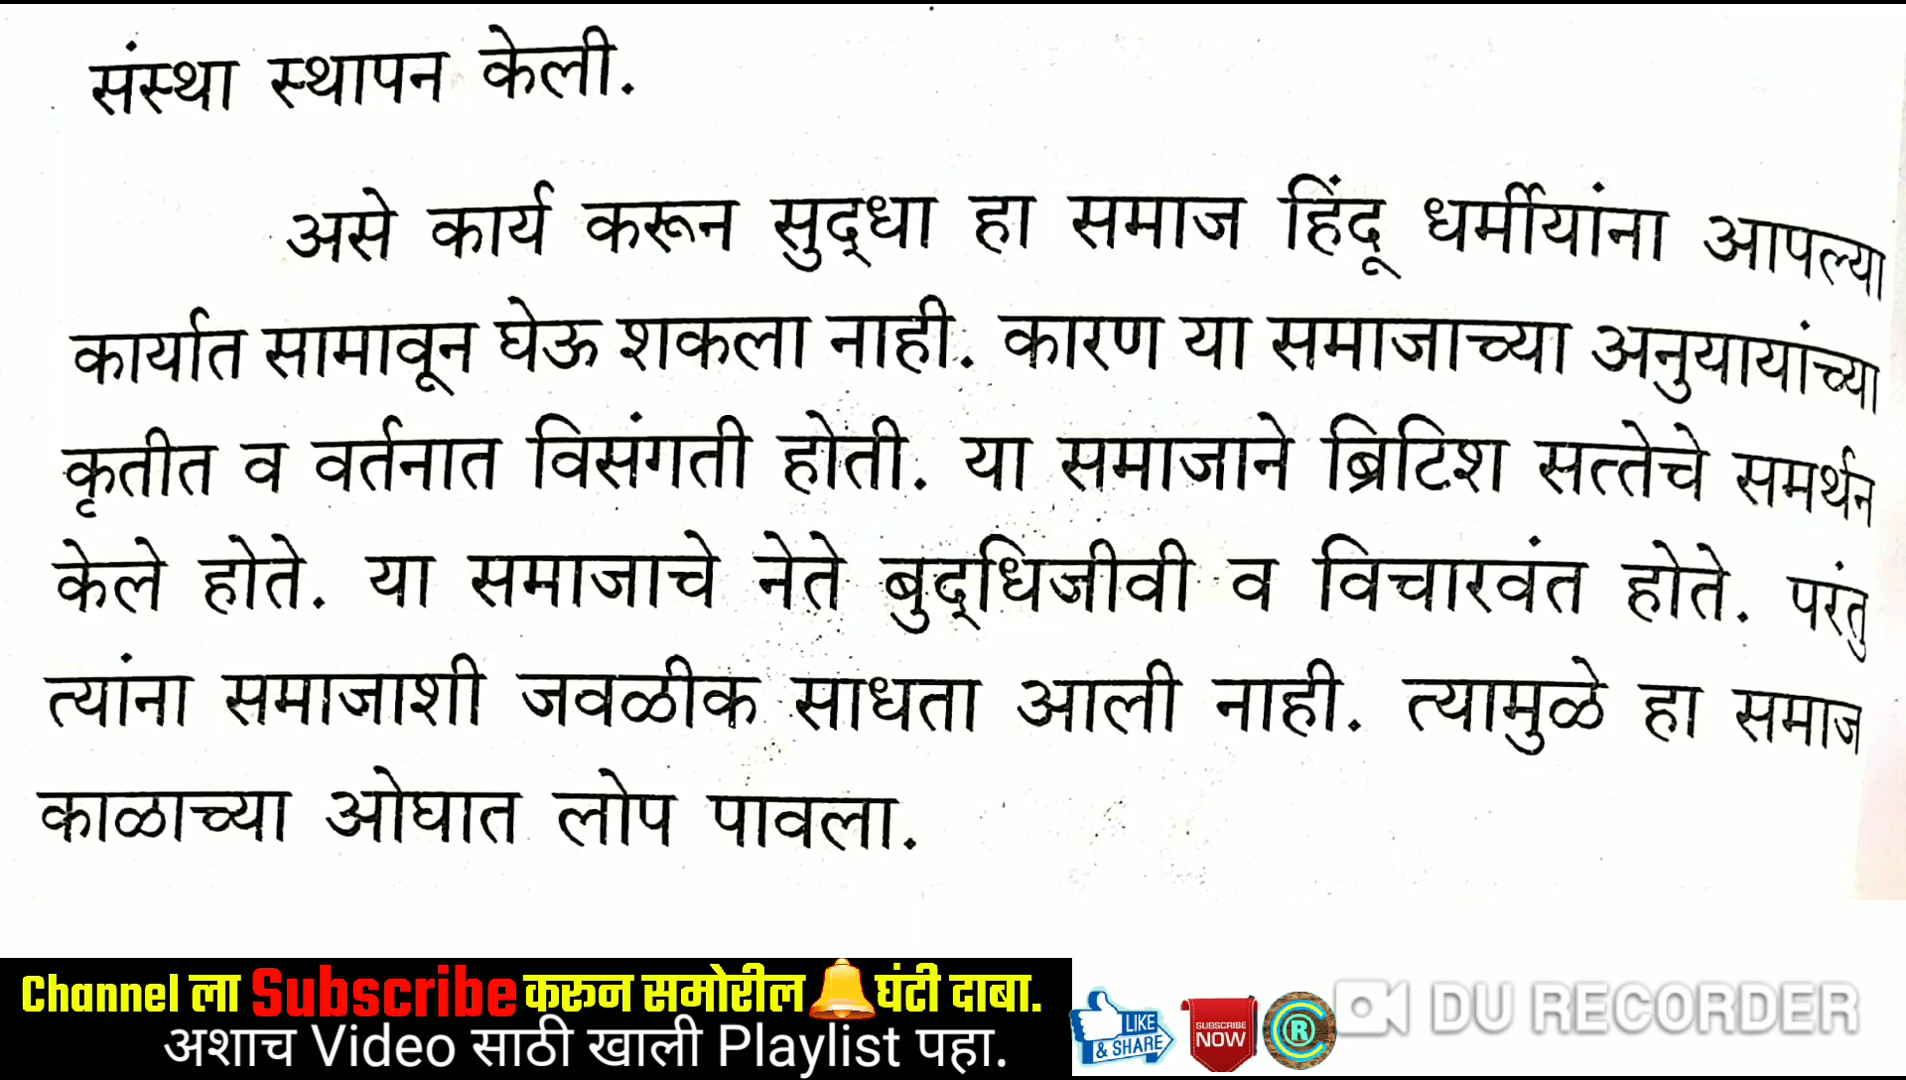 संस्था स्थापन केली.
असे कार्य करून सुद्धा हा समाज हिंदू धर्मीयांना आपल्या
कार्यात सामावून घेऊ शकला नाही. कारण या समाजाच्या अनुयायांच्या
कृतीत व वर्तनात विसंगती होती. या समाजाने ब्रिटिश सत्तेचे समर्थन
केले होते. या समाजाचे नेते बुद्धिजीवी व विचारवंत होते. परंतु
त्यांना समाजाशी जवळीक साधता आली नाही. त्यामुळे हा समाज
काळाच्या ओघात लोप पावला.
Channel ला Subscribe करून समोरील घंटी दाबा.
अशाच Video साठी खाली Playlist पहा.
LIKE
& SHARE
SUBSCRIBE
NOW
C R
DU RECORDER